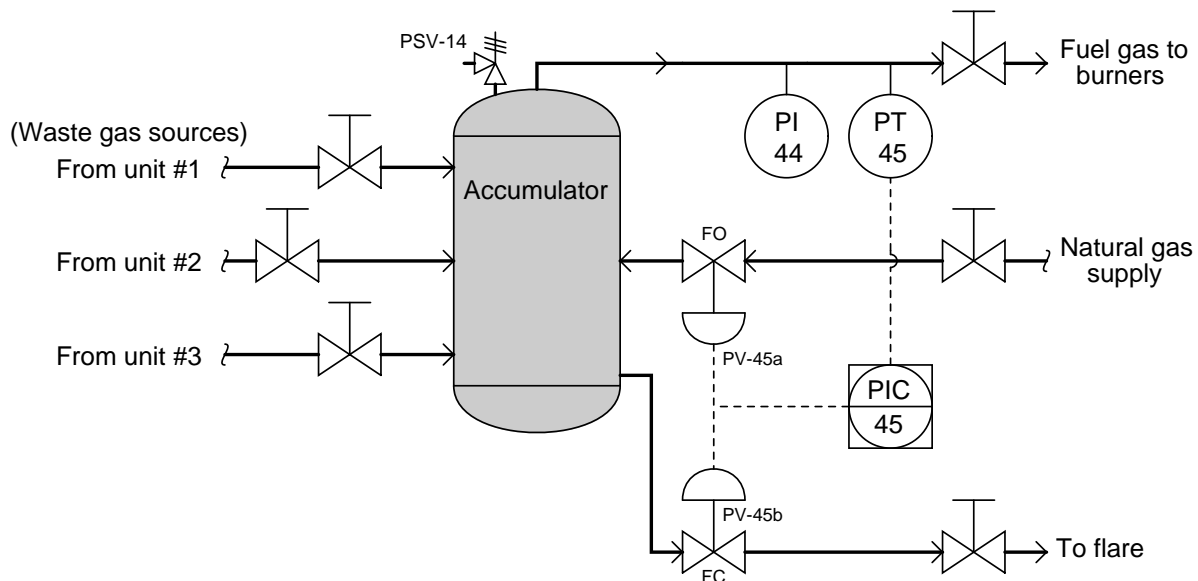 PSV-14
Fuel gas to
burners
PI
44
PT
45
(Waste gas sources)
From unit #1
Accumulator
FO
Natural gas
supply
From unit #2
From unit #3
PV-45a
PIC
45
PV-45b
To flare
FC